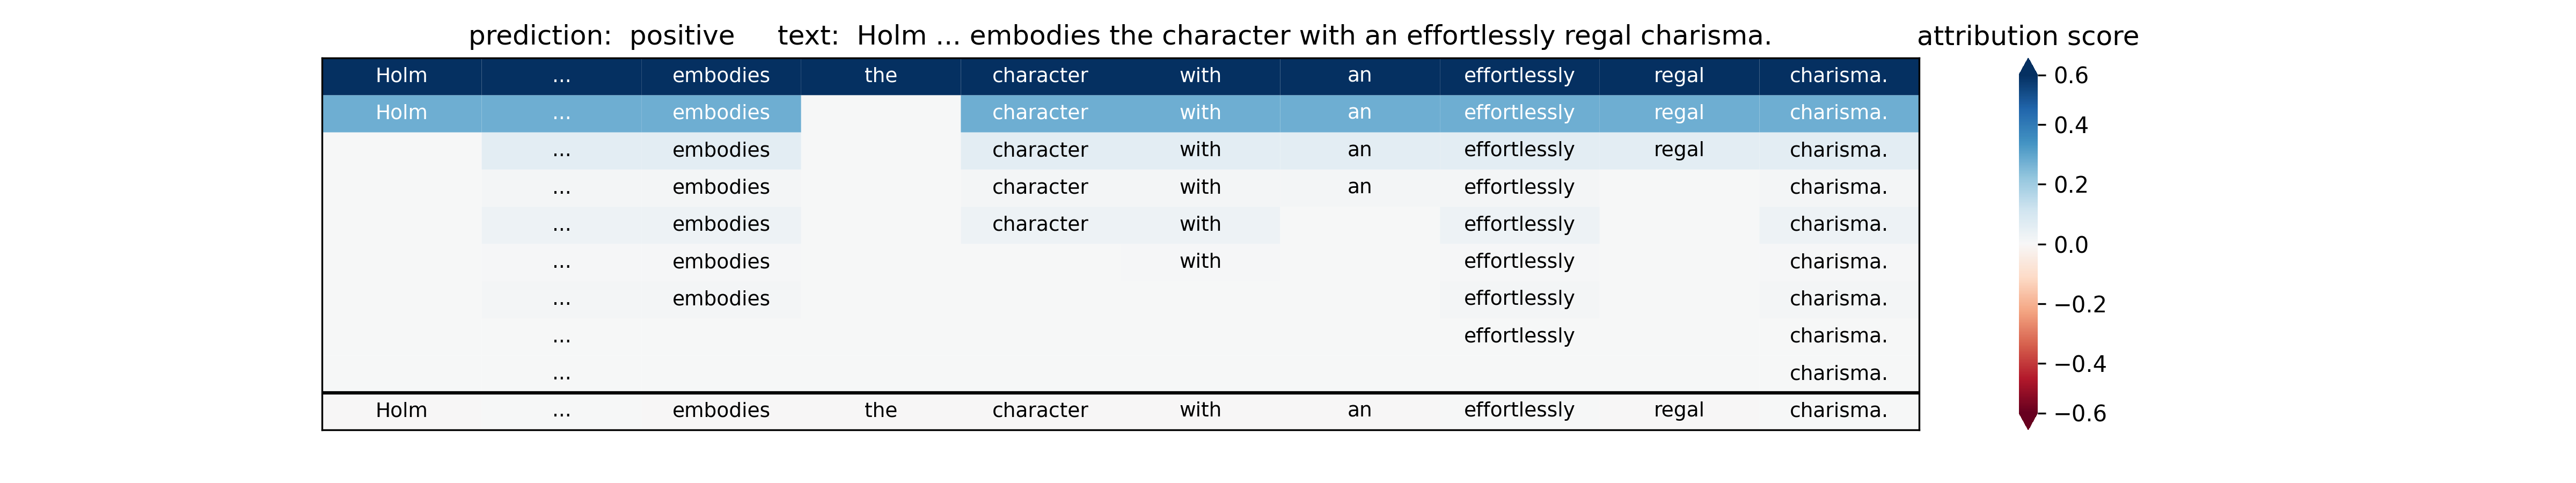 prediction:  positive     text:  Holm ... embodies the character with an effortlessly regal charisma.     attribution score
Holm ... embodies the character with an effortlessly regal charisma.
Holm ... embodies character with an effortlessly regal charisma.
... embodies character with an effortlessly regal charisma.
... embodies character with an effortlessly charisma.
... embodies character with effortlessly charisma.
... embodies with effortlessly charisma.
... embodies effortlessly charisma.
... effortlessly charisma.
... charisma.
Holm ... embodies the character with an effortlessly regal charisma.
0.6
0.4
0.2
0.0
−0.2
−0.4
−0.6